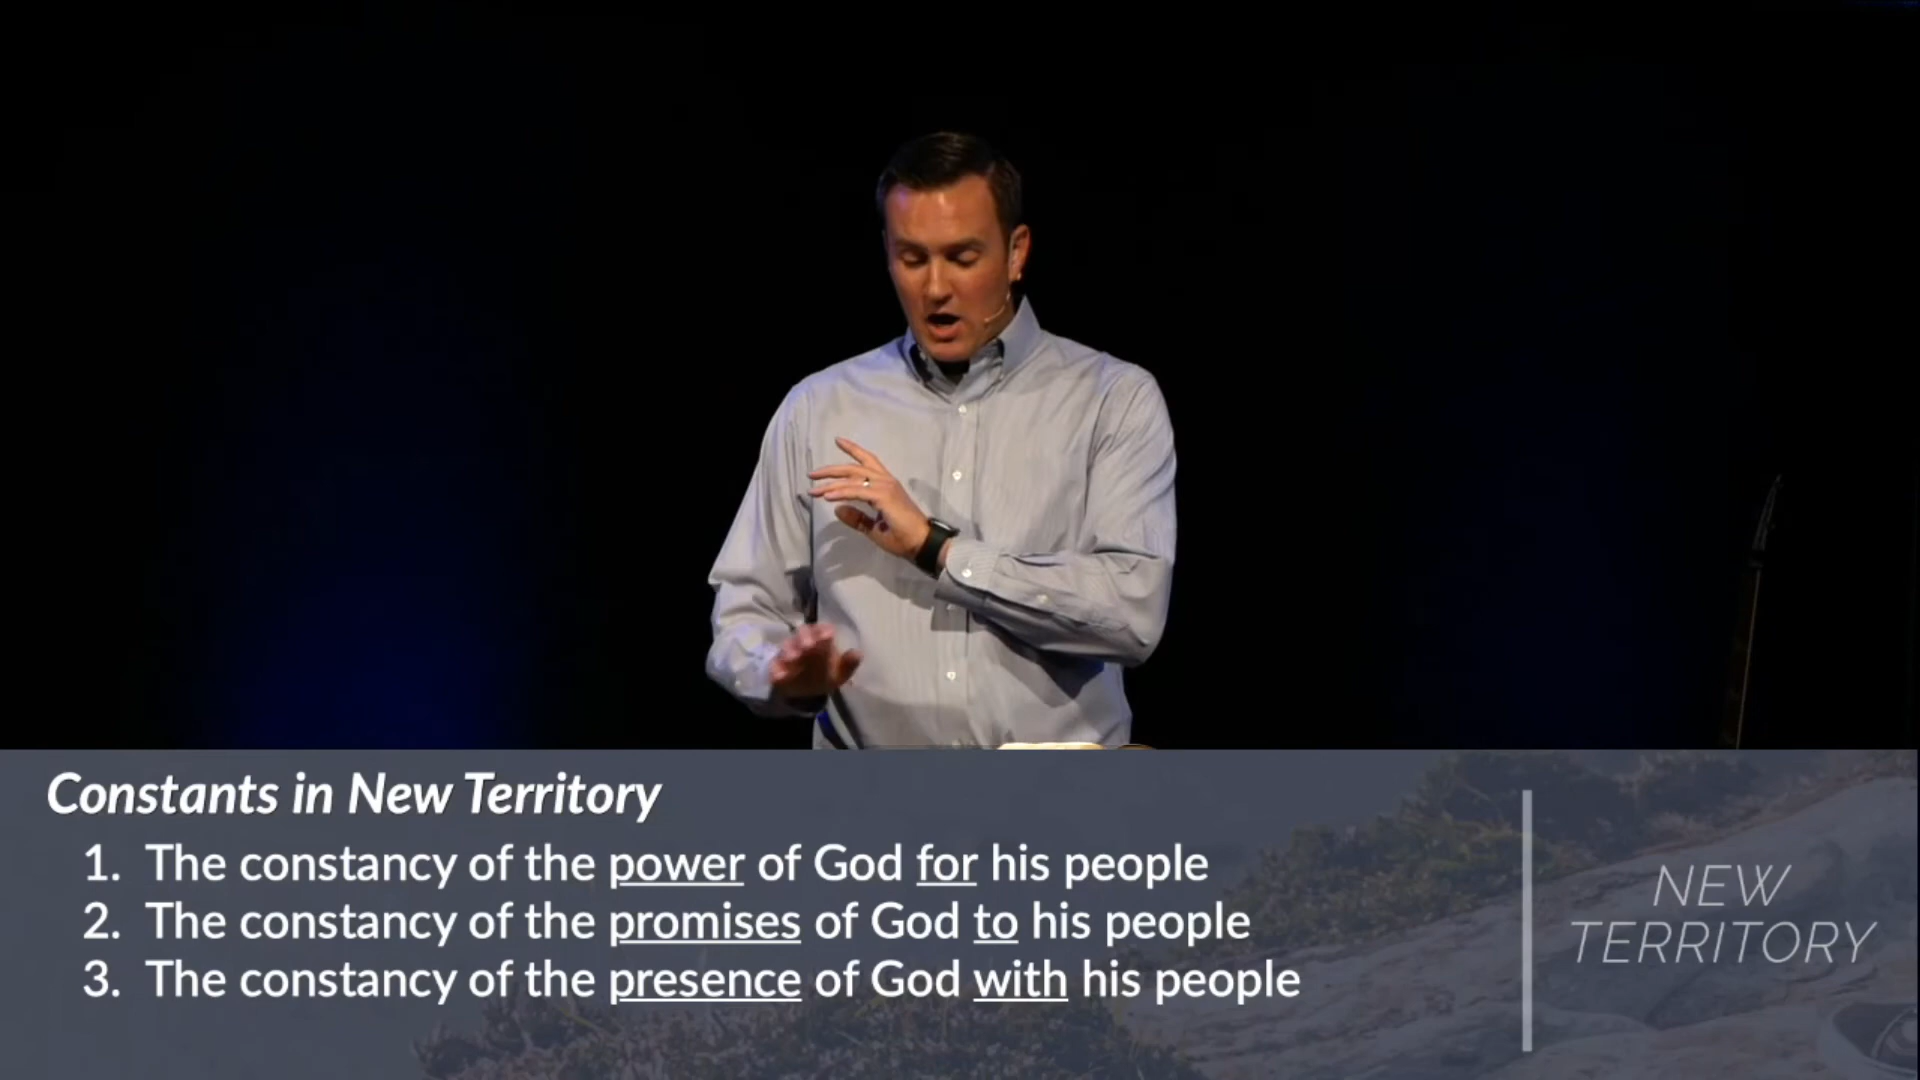 Constants in New Territory
1. The constancy of the power of God for his people
2. The constancy of the promises of God to his people
3. The constancy of the presence of God with his people
NEW
TERRITORY